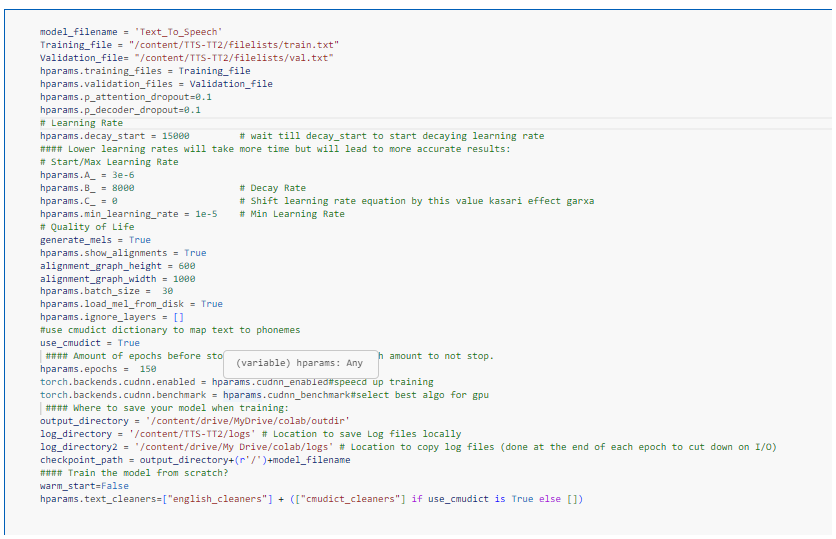 model_filename = 'Text_To_Speech'
Training_file = "/content/TTS-TT2/filelists/train.txt"
Validation_file= "/content/TTS-TT2/filelists/val.txt"
hparams.training_files = Training_file
hparams.validation_files = Validation_file
hparams.p_attention_dropout=0.1
hparams.p_decoder_dropout=0.1
# Learning Rate
hparams.decay_start = 15000 # wait till decay_start to start decaying learning rate
#### Lower learning rates will take more time but will lead to more accurate results:
# Start/Max Learning Rate
hparams.A_ = 3e-6
hparams.B_ = 8000 # Decay Rate
hparams.C_ = 0 # Shift learning rate equation by this value kasari effect garxa
hparams.min_learning_rate = 1e-5 # Min Learning Rate
# Quality of Life
generate_mels = True
hparams.show_alignments = True
alignment_graph_height = 600
alignment_graph_width = 1000
hparams.batch_size = 30
hparams.load_mel_from_disk = True
hparams.ignore_layers = []
#use cmudict dictionary to map text to phonemes
use_cmudict = True
#### Amount of epochs before sto h amount to not stop.
(variable) hparams: Any
hparams.epochs = 150
torch.backends.cudnn.enabled = hparams.cudnn_enabled#speecd up training
torch.backends.cudnn.benchmark = hparams.cudnn_benchmark#select best algo for gpu
#### Where to save your model when training:
output_directory = '/content/drive/MyDrive/colab/outdir'
log_directory = '/content/TTS-TT2/logs' # Location to save Log files locally
log_directory2 = '/content/drive/My Drive/colab/logs' # Location to copy log files (done at the end of each epoch to cut down on I/O)
checkpoint_path = output_directory+(r'/')+model_filename
#### Train the model from scratch?
warm_start=False
hparams.text_cleaners=["english_cleaners"] + (["cmudict_cleaners"] if use_cmudict is True else [])